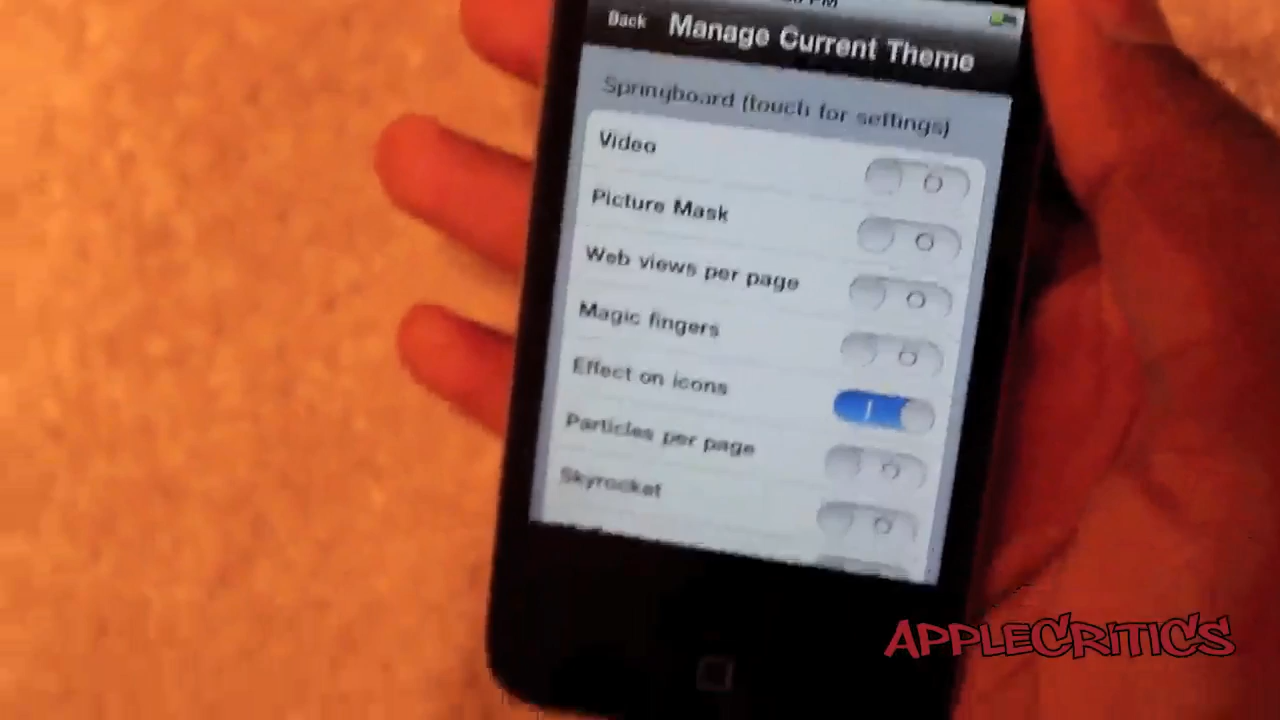 Back
Manage Current Theme
Springboard (touch for settings)
Video
Picture Mask
Web views per page
Magic fingers
Effect on icons
Particles per page
Skyrocket
APPLECRITICS